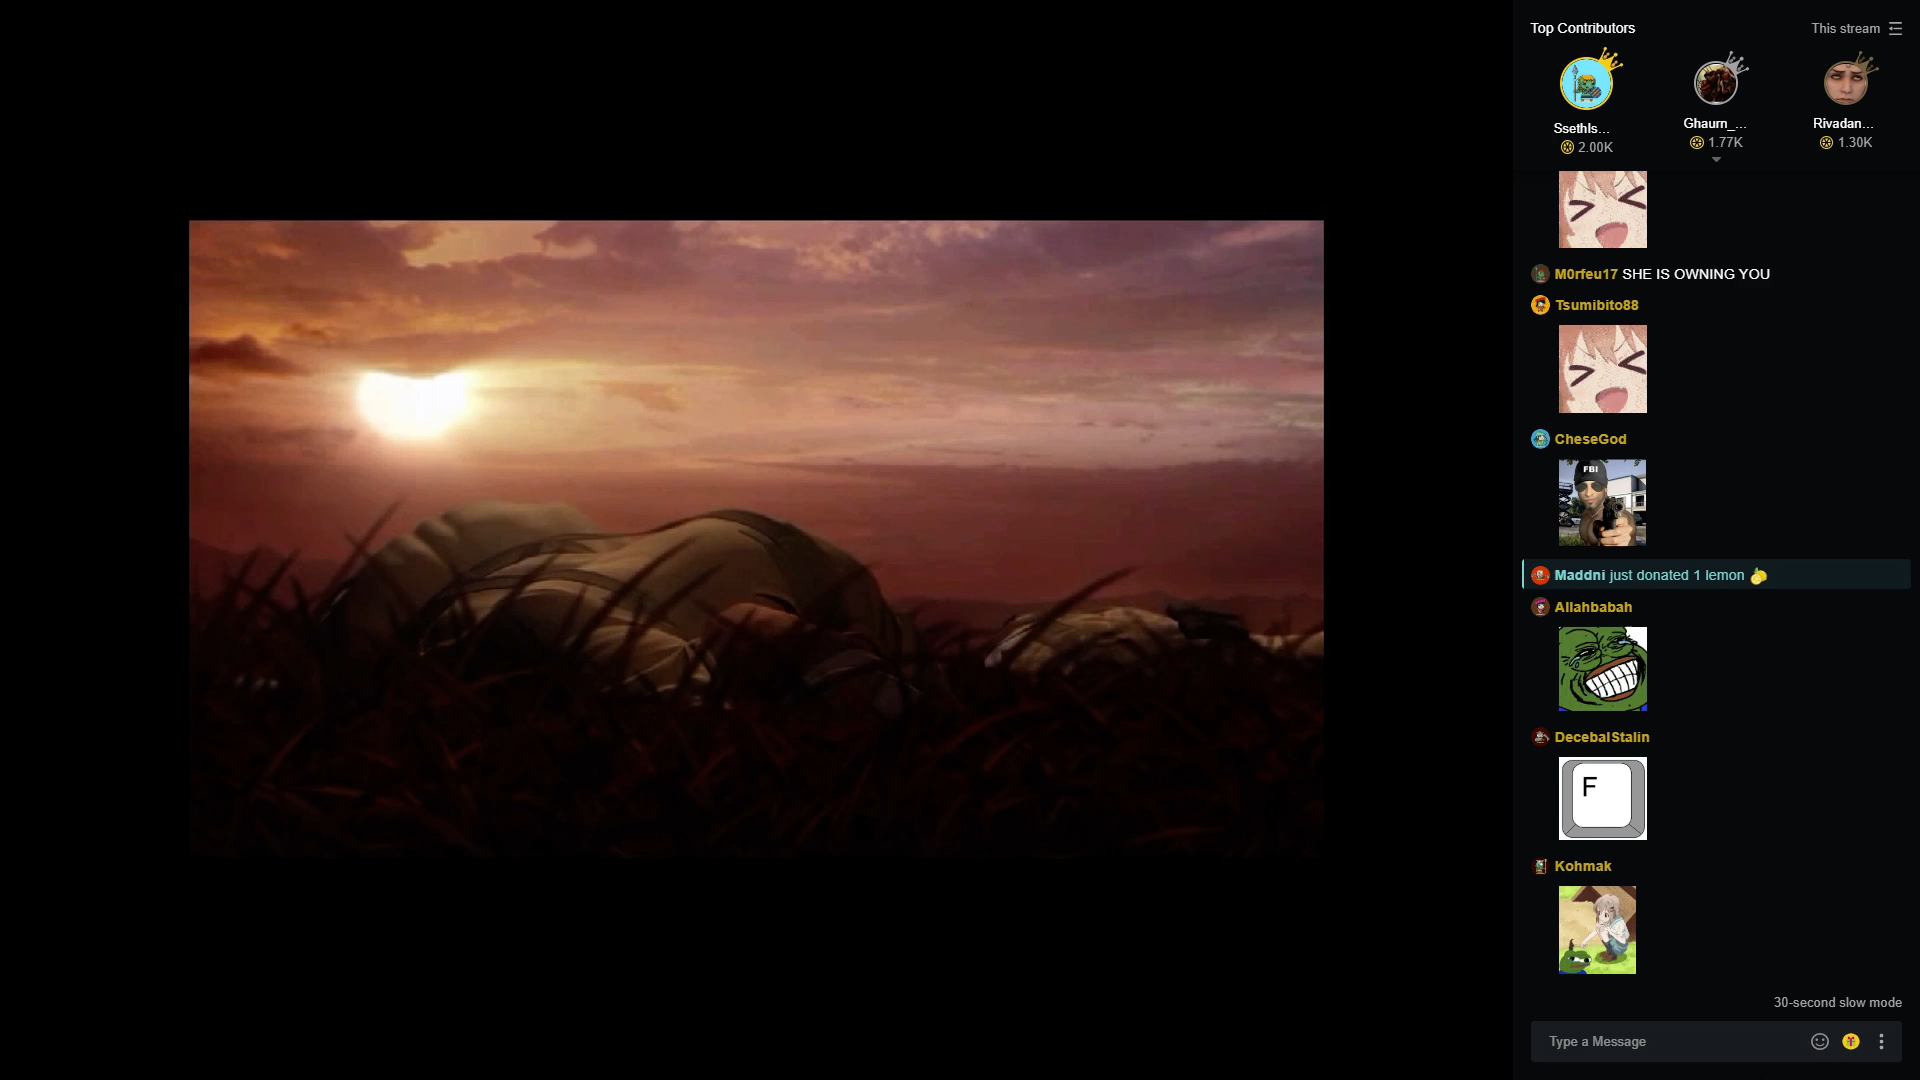 Top Contributors
This stream
SsethIs...
2.00K
Ghaurn_...
1.77K
Rivadan...
1.30K
M0rfeu17 SHE IS OWNING YOU
Tsumibito88
CheseGod
FBI
Maddni just donated 1 lemon
Allahbabah
DecebalStalin
F
Kohmak
30-second slow mode
Type a Message